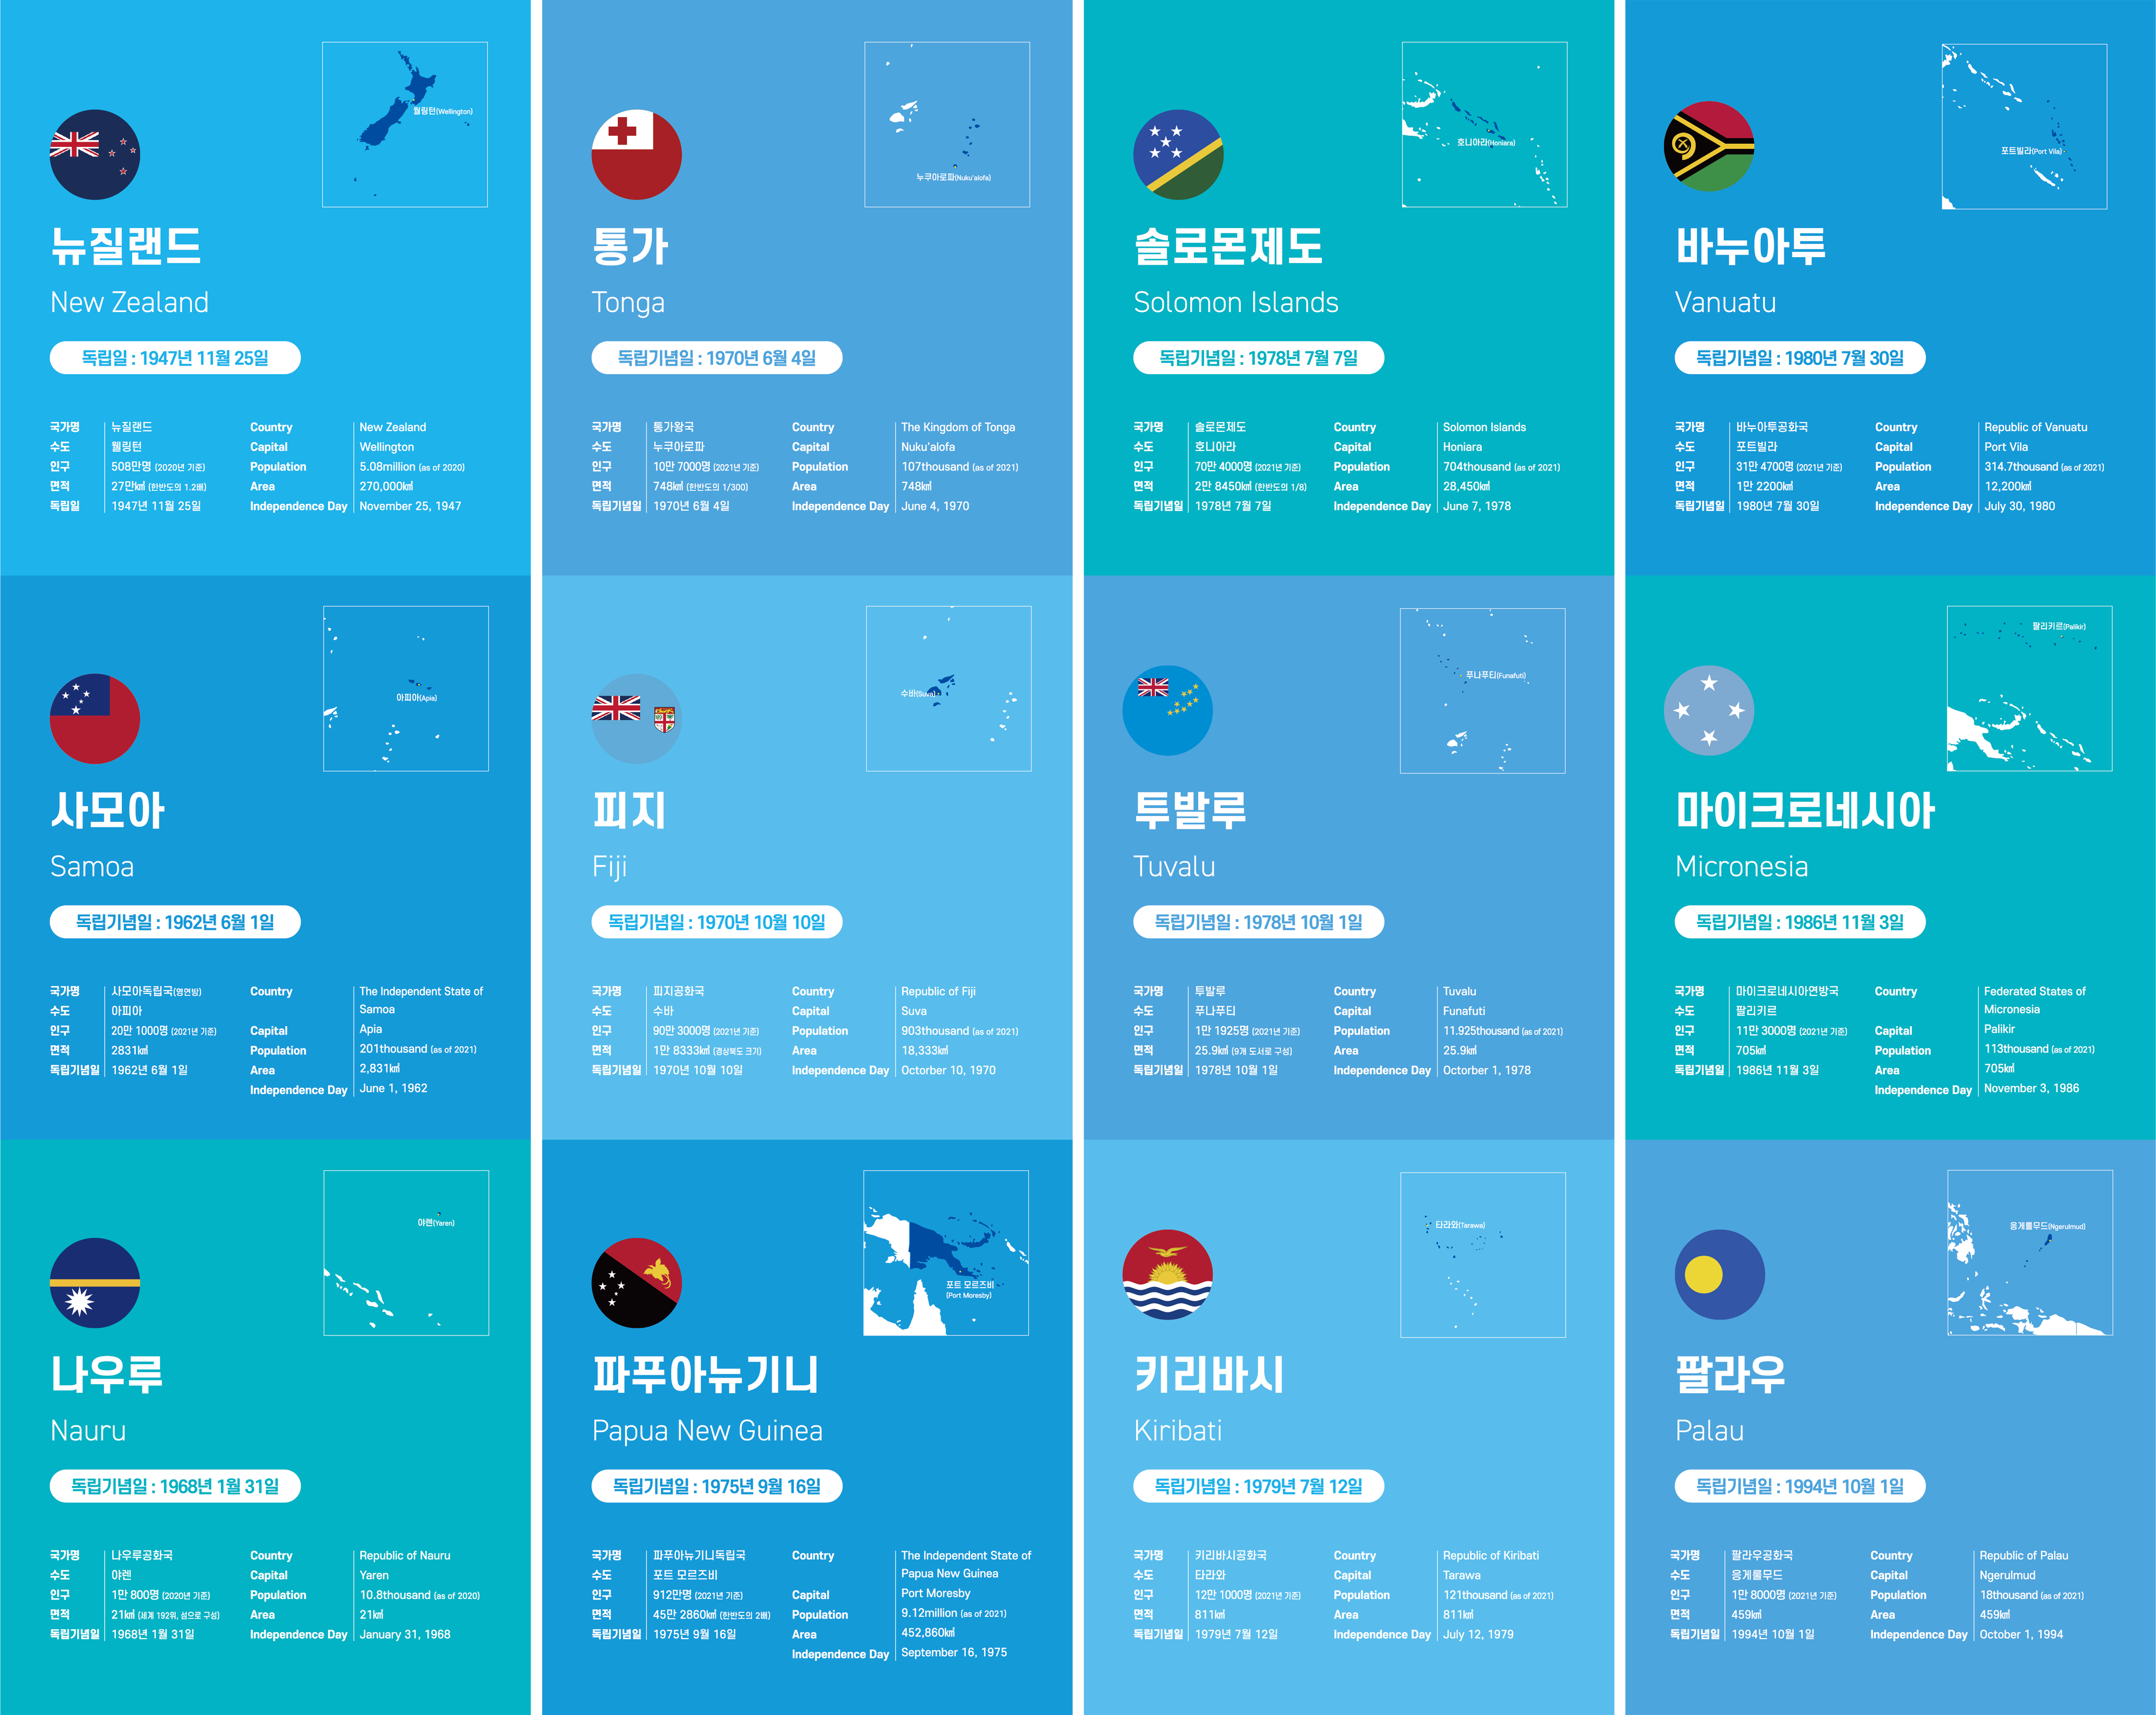 월링턴(Wellington)
뉴질랜드
New Zealand
독립일 : 1947년 11월 25일
국가명 뉴질랜드 Country New Zealand
수도 웰링턴 Capital Wellington
인구 508만명 (2020년 기준) Population 5.08million (as of 2020)
면적 27만㎢ (한반도의 1.2배) Area 270,000㎢
독립일 1947년 11월 25일 Independence Day November 25, 1947
누쿠아로파(Nuku'alofa)
통가
Tonga
독립기념일 : 1970년 6월 4일
국가명 통가왕국 Country The Kingdom of Tonga
수도 누쿠아로파 Capital Nuku'alofa
인구 10만 7000명 (2021년 기준) Population 107thousand (as of 2021)
면적 748㎢ (한반도의 1/300) Area 748㎢
독립기념일 1970년 6월 4일 Independence Day June 4, 1970
호니아라(Honiara)
솔로몬제도
Solomon Islands
독립기념일 : 1978년 7월 7일
국가명 솔로몬제도 Country Solomon Islands
수도 호니아라 Capital Honiara
인구 70만 4000명 (2021년 기준) Population 704thousand (as of 2021)
면적 2만 8450㎢ (한반도의 1/8) Area 28,450㎢
독립기념일 1978년 7월 7일 Independence Day June 7, 1978
포트빌라(Port Vila)
바누아투
Vanuatu
독립기념일 : 1980년 7월 30일
국가명 바누아투공화국 Country Republic of Vanuatu
수도 포트빌라 Capital Port Vila
인구 31만 4700명 (2021년 기준) Population 314.7thousand (as of 2021)
면적 1만 2200㎢ Area 12,200㎢
독립기념일 1980년 7월 30일 Independence Day July 30, 1980
아피아(Apia)
사모아
Samoa
독립기념일 : 1962년 6월 1일
국가명 사모아독립국(영연방) Country The Independent State of
Samoa
수도 아피아 Capital Apia
인구 20만 1000명 (2021년 기준) Population 201thousand (as of 2021)
면적 2831㎢ Area 2,831㎢
독립기념일 1962년 6월 1일 Independence Day June 1, 1962
수바(Suva)
피지
Fiji
독립기념일 : 1970년 10월 10일
국가명 피지공화국 Country Republic of Fiji
수도 수바 Capital Suva
인구 90만 3000명 (2021년 기준) Population 903thousand (as of 2021)
면적 1만 8333㎢ (경상북도 크기) Area 18,333㎢
독립기념일 1970년 10월 10일 Independence Day Octorber 10, 1970
푸나푸티(Funafuti)
투발루
Tuvalu
독립기념일 : 1978년 10월 1일
국가명 투발루 Country Tuvalu
수도 푸나푸티 Capital Funafuti
인구 1만 1925명 (2021년 기준) Population 11.925thousand (as of 2021)
면적 25.9㎢ (9개 도서로 구성) Area 25.9㎢
독립기념일 1978년 10월 1일 Independence Day Octorber 1, 1978
팔리키르(Palikir)
마이크로네시아
Micronesia
독립기념일 : 1986년 11월 3일
국가명 마이크로네시아연방국 Country Federated States of
Micronesia
수도 팔리키르 Capital Palikir
인구 11만 3000명 (2021년 기준) Population 113thousand (as of 2021)
면적 705㎢ Area 705㎢
독립기념일 1986년 11월 3일 Independence Day November 3, 1986
야렌(Yaren)
나우루
Nauru
독립기념일 : 1968년 1월 31일
국가명 나우루공화국 Country Republic of Nauru
수도 야렌 Capital Yaren
인구 1만 800명 (2020년 기준) Population 10.8thousand (as of 2020)
면적 21㎢ (세계 192위, 섬으로 구성) Area 21㎢
독립기념일 1968년 1월 31일 Independence Day January 31, 1968
포트 모르즈비
(Port Moresby)
파푸아뉴기니
Papua New Guinea
독립기념일 : 1975년 9월 16일
국가명 파푸아뉴기니독립국 Country The Independent State of
Papua New Guinea
수도 포트 모르즈비 Capital Port Moresby
인구 912만명 (2021년 기준) Population 9.12million (as of 2021)
면적 45만 2860㎢ (한반도의 2배) Area 452,860㎢
독립기념일 1975년 9월 16일 Independence Day September 16, 1975
타라와(Tarawa)
키리바시
Kiribati
독립기념일 : 1979년 7월 12일
국가명 키리바시공화국 Country Republic of Kiribati
수도 타라와 Capital Tarawa
인구 12만 1000명 (2021년 기준) Population 121thousand (as of 2021)
면적 811㎢ Area 811㎢
독립기념일 1979년 7월 12일 Independence Day July 12, 1979
응게룰무드(Ngerulmud)
팔라우
Palau
독립기념일 : 1994년 10월 1일
국가명 팔라우공화국 Country Republic of Palau
수도 응게룰무드 Capital Ngerulmud
인구 1만 8000명 (2021년 기준) Population 18thousand (as of 2021)
면적 459㎢ Area 459㎢
독립기념일 1994년 10월 1일 Independence Day October 1, 1994